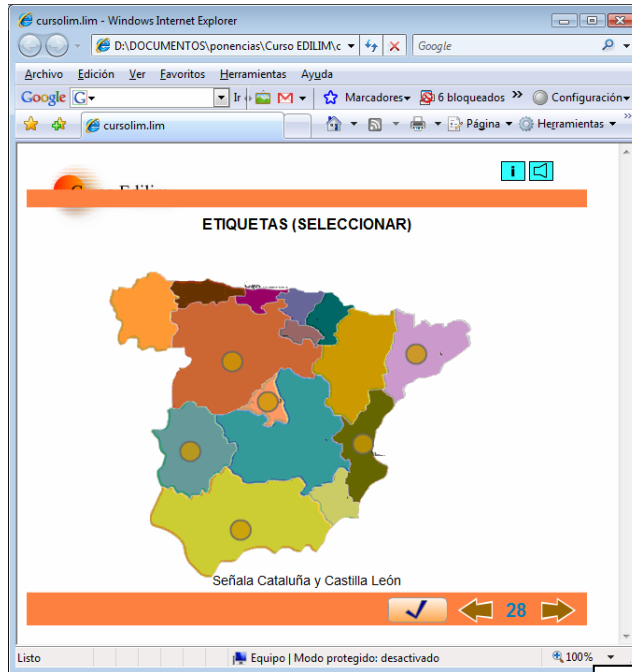 cursolim.lim - Windows Internet Explorer
D:\DOCUMENTOS\ponencias\Curso EDILIM\c
Google
Archivo Edición Ver Favoritos Herramientas Ayuda
Google G Ir Marcadores 6 bloqueados » Configuración
cursolim.lim Página Herramientas »
i
Edilim
ETIQUETAS (SELECCIONAR)
Señala Cataluña y Castilla León
28
Listo Equipo | Modo protegido: desactivado 100%